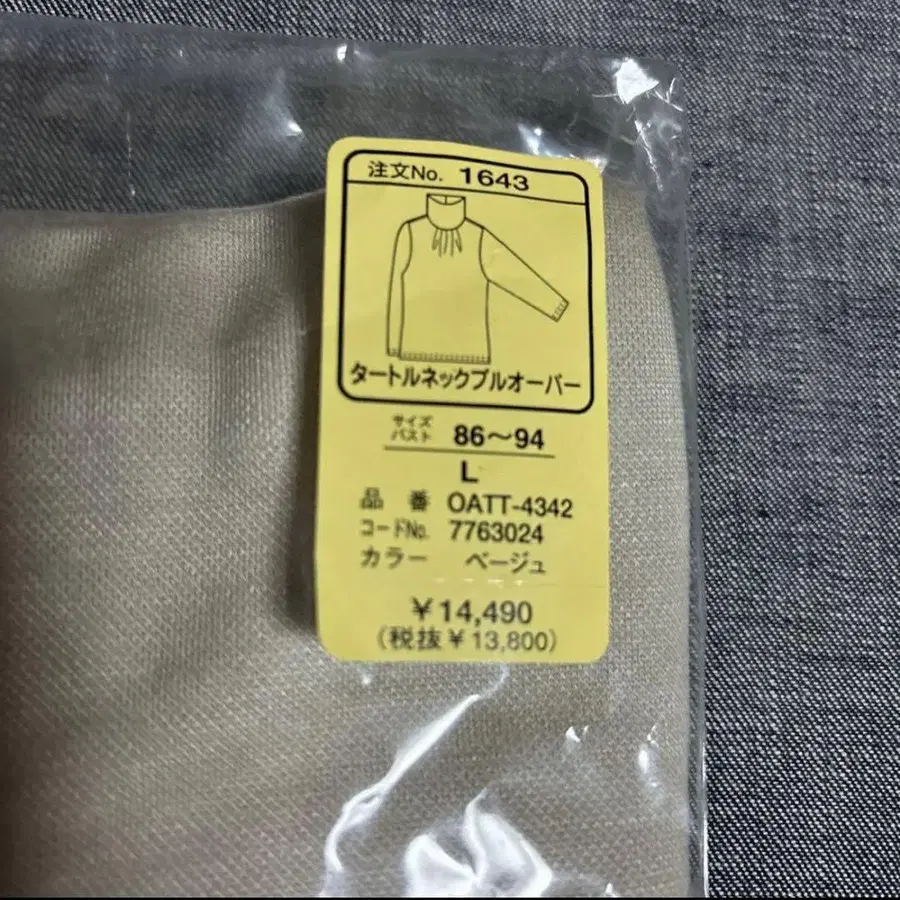 注文No. 1643
タートルネックプルオーバー
サイズ
バスト 86〜94
L
品番 OATT-4342
コードNo. 7763024
カラー ベージュ
¥14,490
(税抜¥13,800)